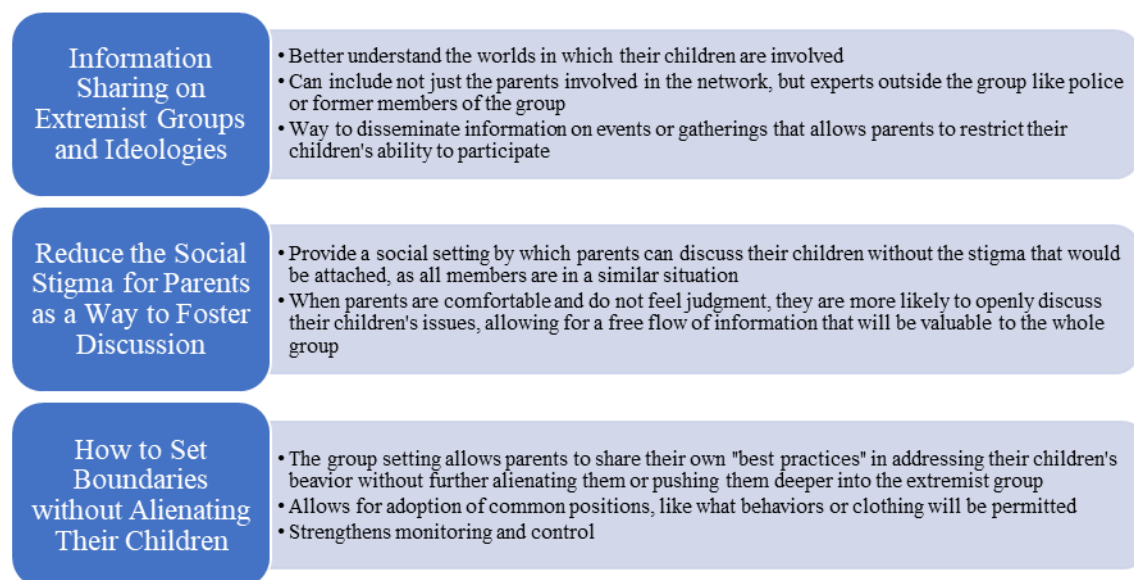 Information
Sharing on
Extremist Groups
and Ideologies
• Better understand the worlds in which their children are involved
• Can include not just the parents involved in the network, but experts outside the group like police
or former members of the group
• Way to disseminate information on events or gatherings that allows parents to restrict their
children's ability to participate
Reduce the Social
Stigma for Parents
as a Way to Foster
Discussion
• Provide a social setting by which parents can discuss their children without the stigma that would
be attached, as all members are in a similar situation
• When parents are comfortable and do not feel judgment, they are more likely to openly discuss
their children's issues, allowing for a free flow of information that will be valuable to the whole
group
How to Set
Boundaries
without Alienating
Their Children
• The group setting allows parents to share their own "best practices" in addressing their children's
beavior without further alienating them or pushing them deeper into the extremist group
• Allows for adoption of common positions, like what behaviors or clothing will be permitted
• Strengthens monitoring and control